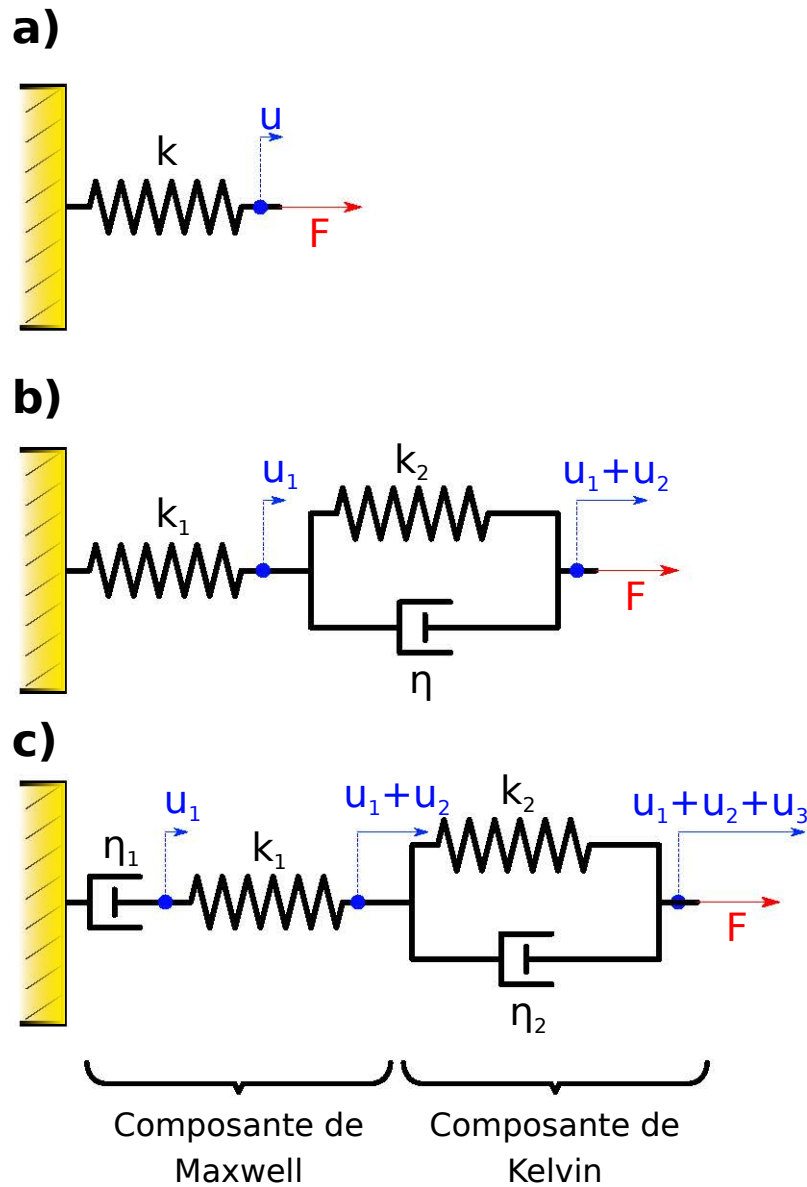 a)
u
k
F
b)
u₁
k₂
u₁+u₂
k₁
F
η
c)
u₁
u₁+u₂
k₂
u₁+u₂+u₃
η₁
k₁
F
η₂
Composante de
Maxwell
Composante de
Kelvin